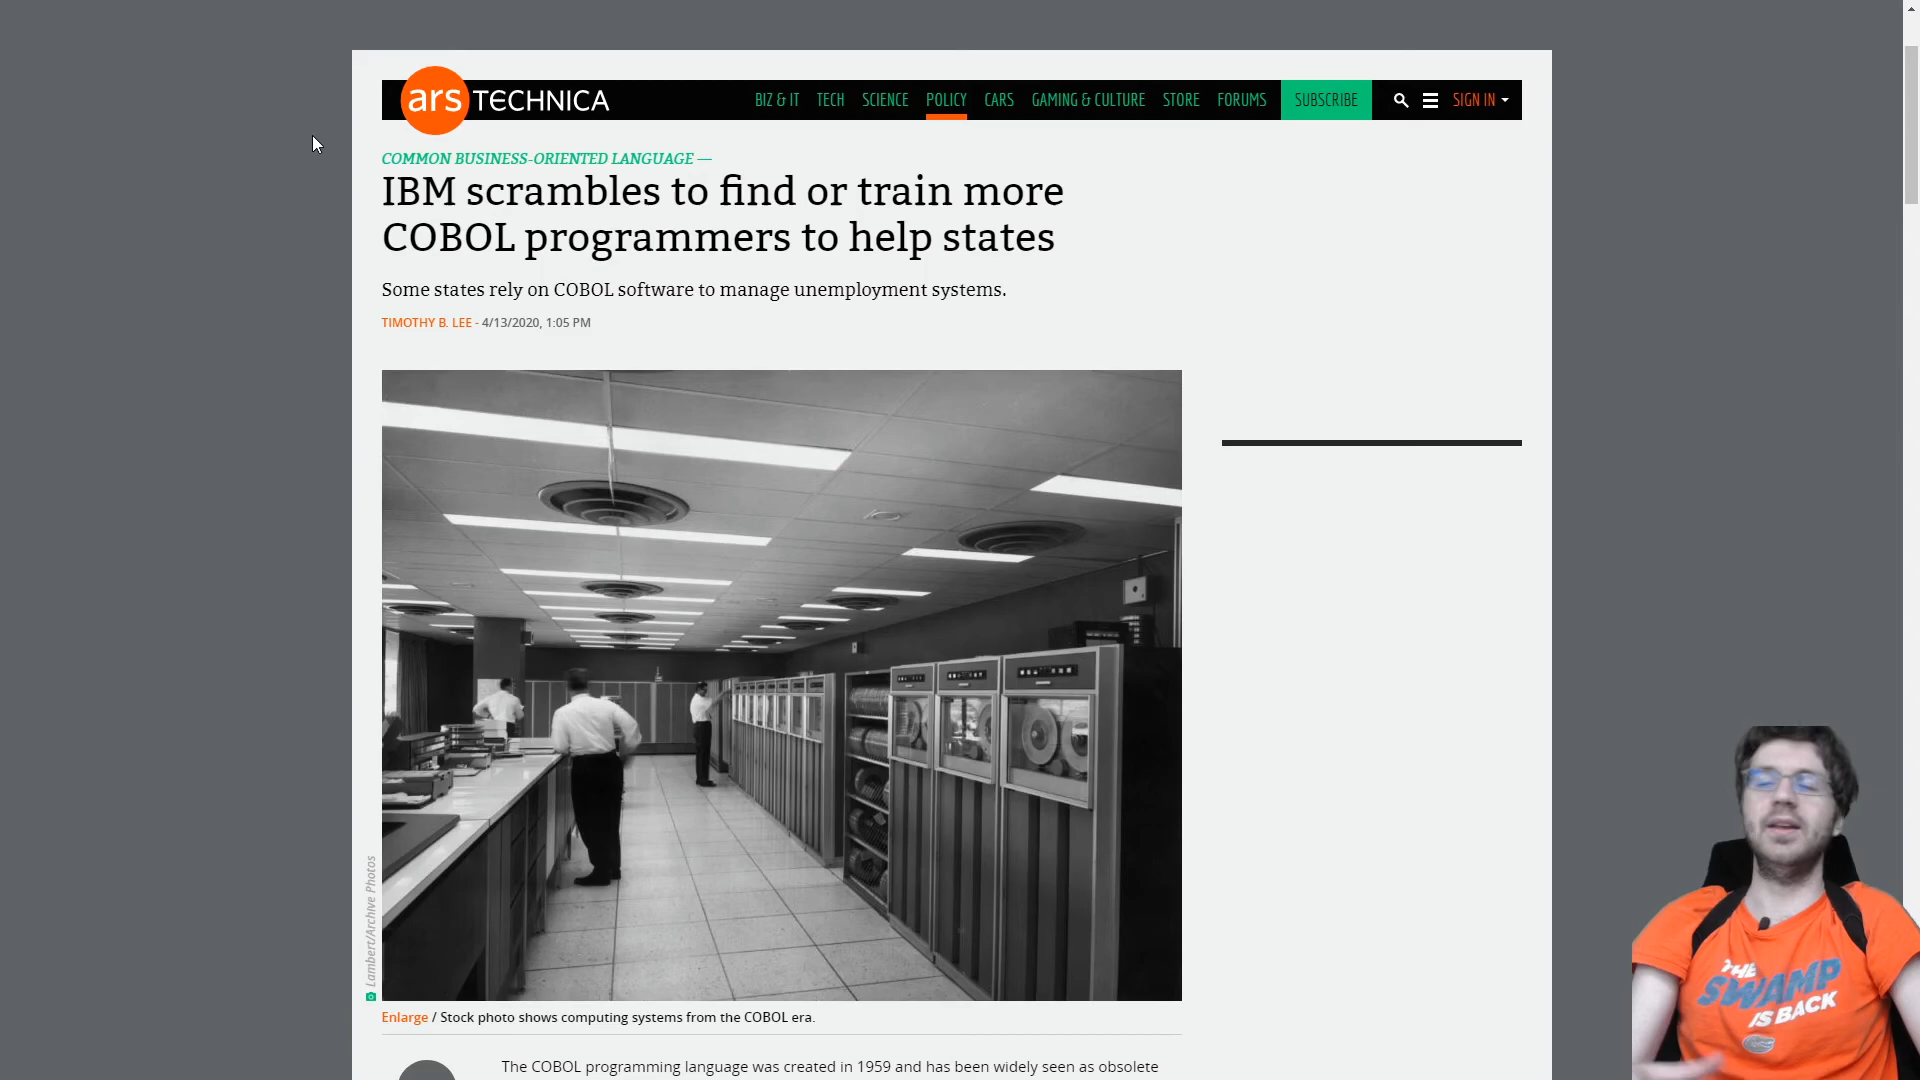 ars TECHNICA
BIZ & IT TECH SCIENCE POLICY CARS GAMING & CULTURE STORE FORUMS SUBSCRIBE SIGN IN
COMMON BUSINESS-ORIENTED LANGUAGE —
IBM scrambles to find or train more
COBOL programmers to help states
Some states rely on COBOL software to manage unemployment systems.
TIMOTHY B. LEE - 4/13/2020, 1:05 PM
Lambert/Archive Photos
Enlarge / Stock photo shows computing systems from the COBOL era.
The COBOL programming language was created in 1959 and has been widely seen as obsolete
THE
SWAMP
IS BACK